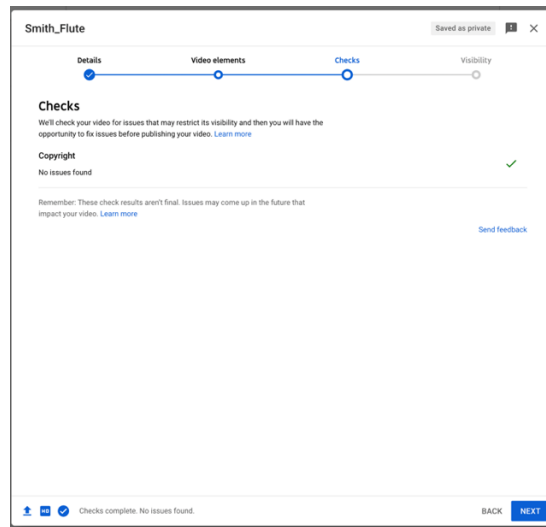 Smith_Flute
Saved as private
Details
Video elements
Checks
Visibility
Checks
We'll check your video for issues that may restrict its visibility and then you will have the
opportunity to fix issues before publishing your video. Learn more
Copyright
No issues found
Remember: These check results aren't final. Issues may come up in the future that
impact your video. Learn more
Send feedback
HD
Checks complete. No issues found.
BACK
NEXT